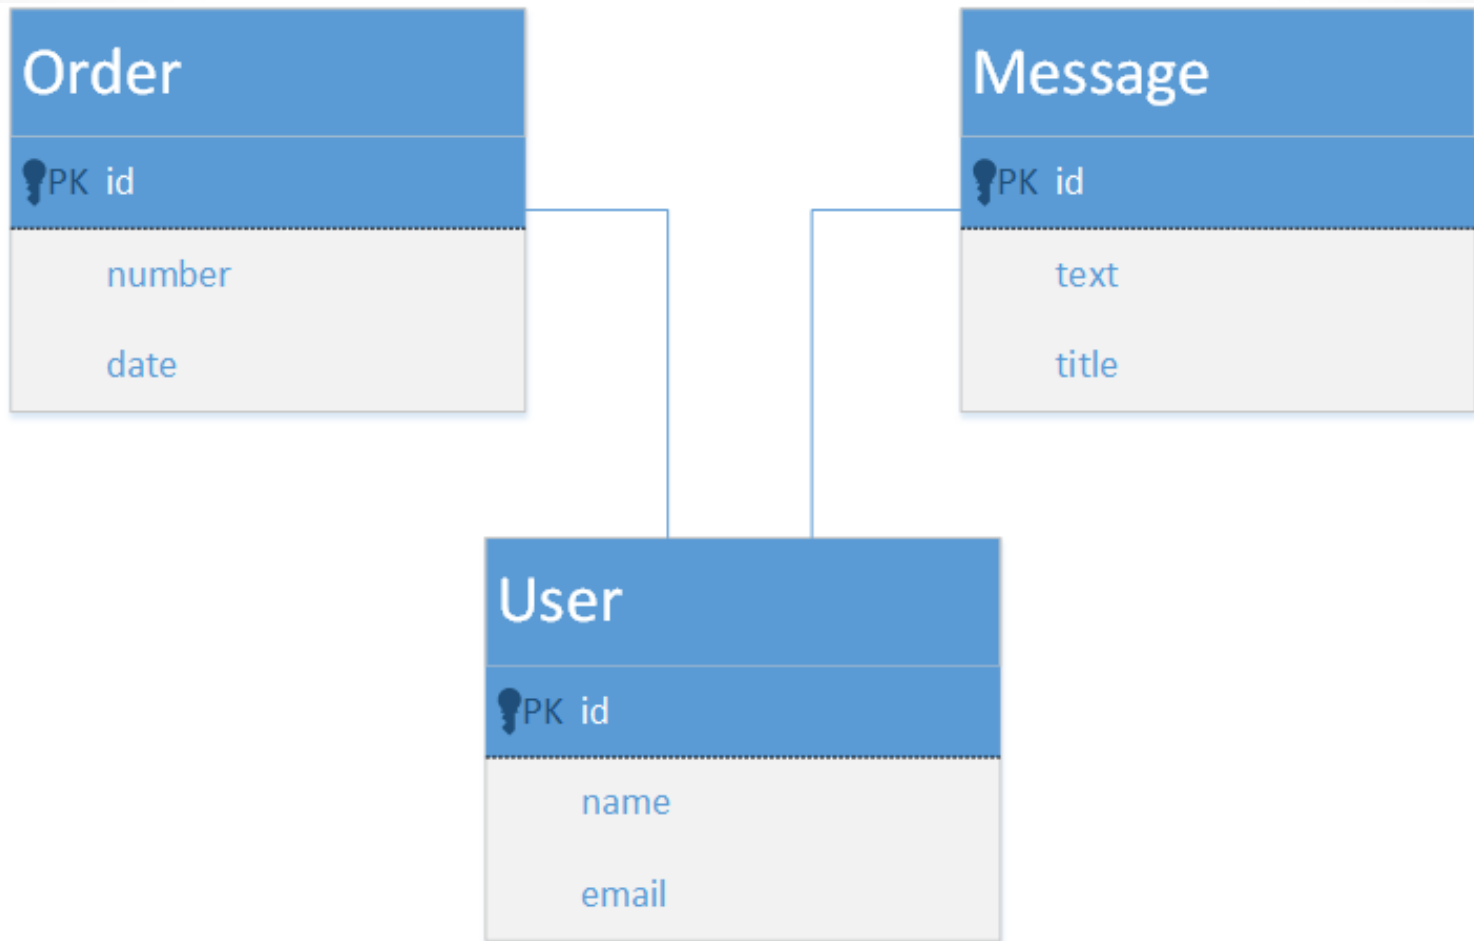 Order
PK id
number
date
Message
PK id
text
title
User
PK id
name
email